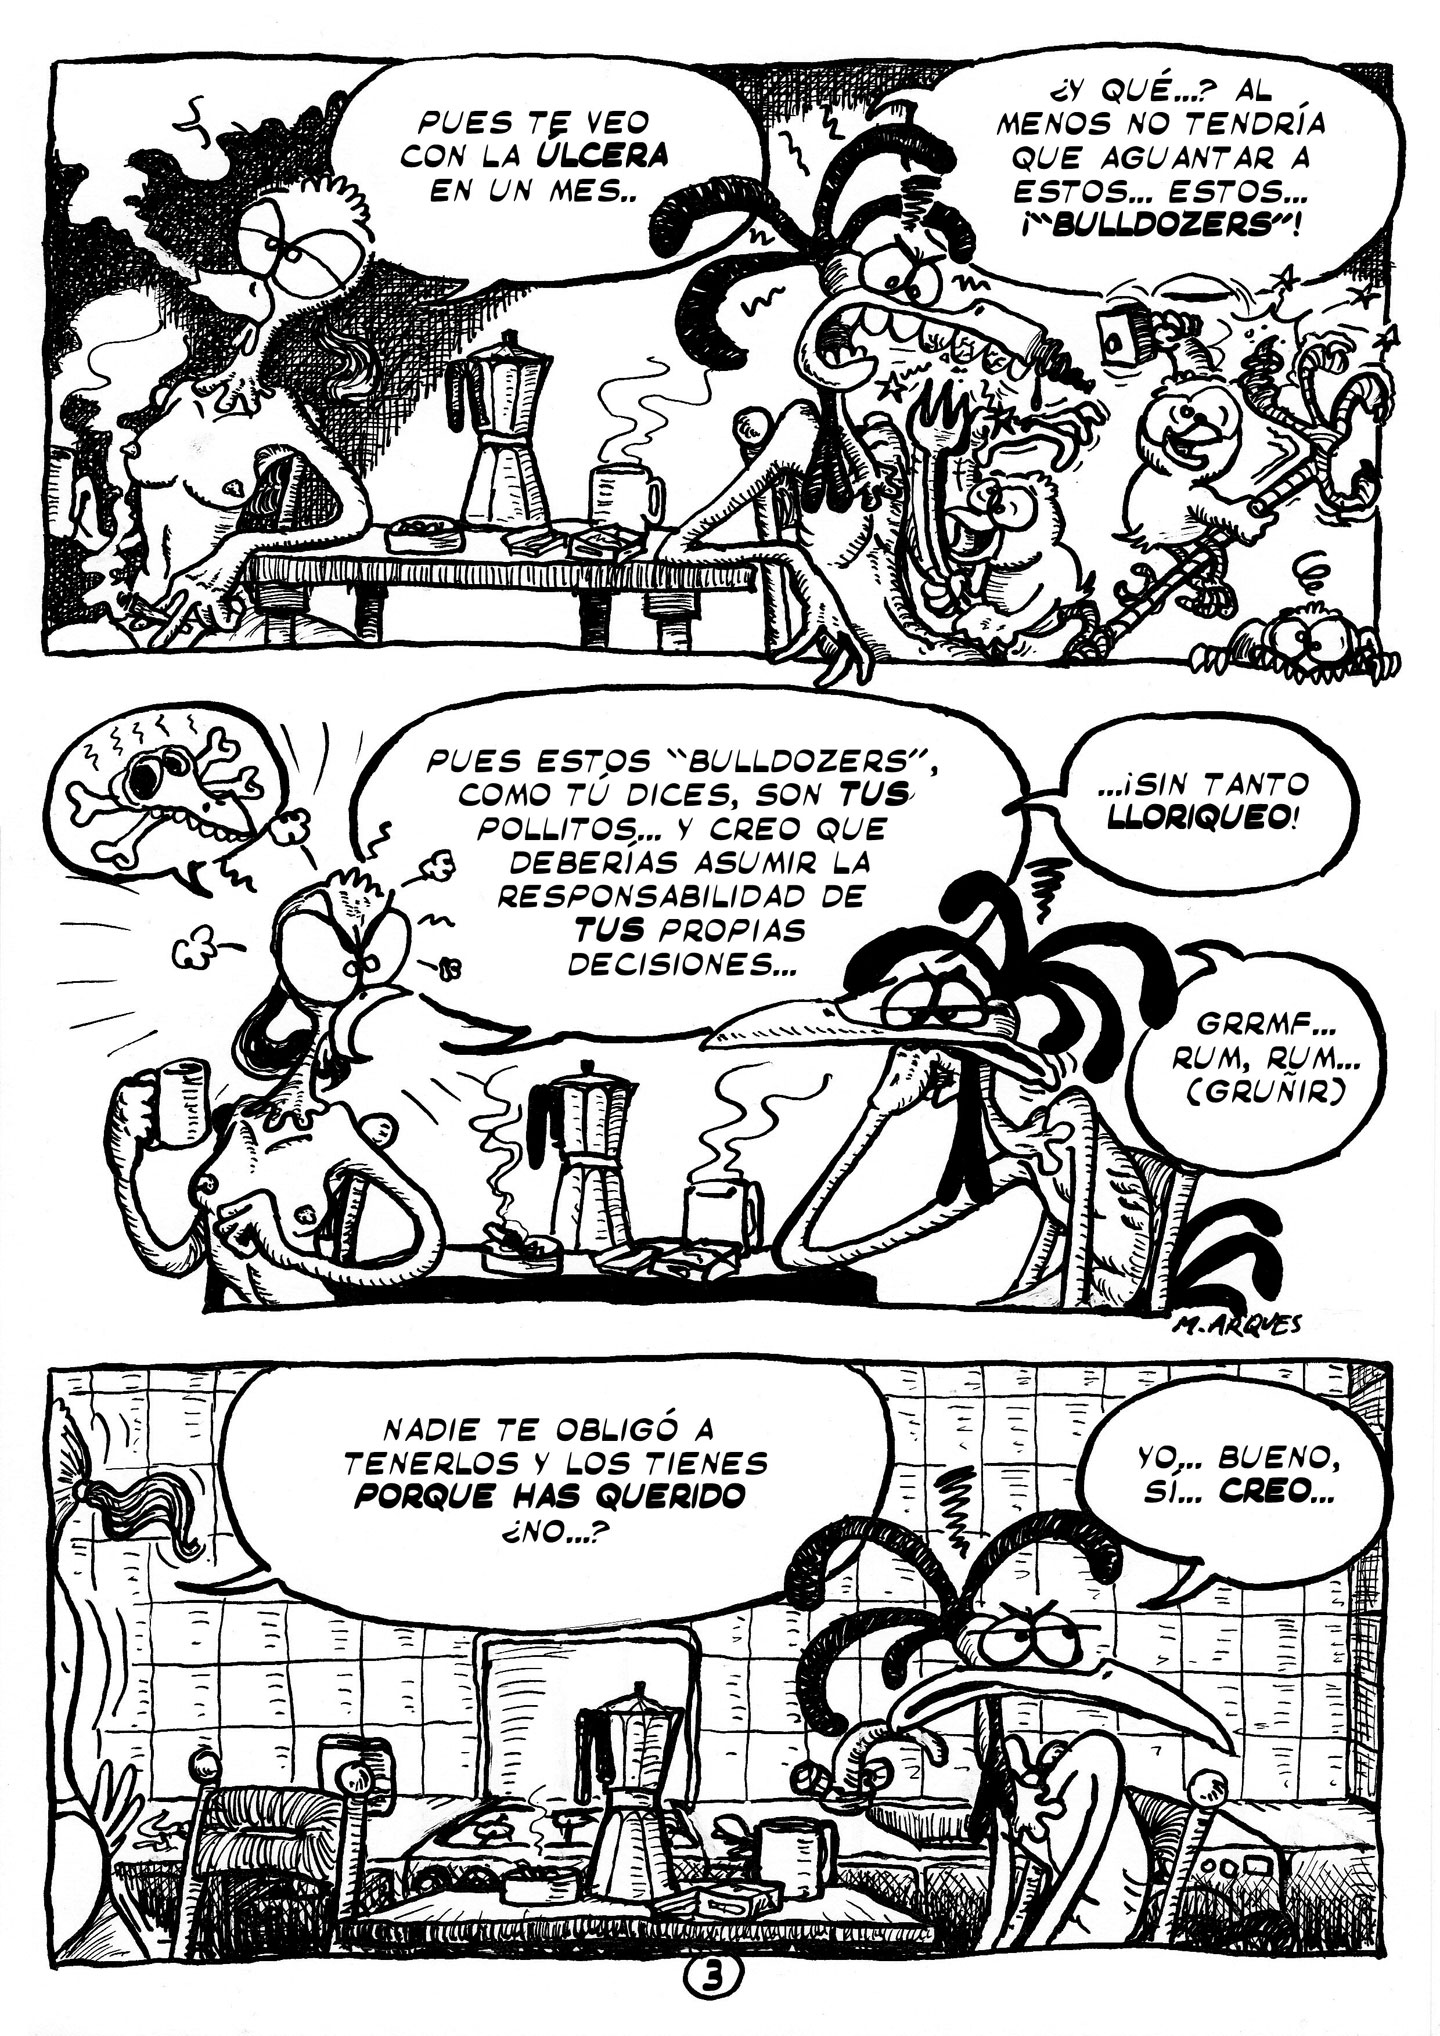 PUES TE VEO
CON LA ÚLCERA
EN UN MES..
¿Y QUÉ...? AL
MENOS NO TENDRÍA
QUE AGUANTAR A
ESTOS... ESTOS...
¡"BULLDOZERS"!
PUES ESTOS "BULLDOZERS",
COMO TÚ DICES, SON TUS
POLLITOS... Y CREO QUE
DEBERÍAS ASUMIR LA
RESPONSABILIDAD DE
TUS PROPIAS
DECISIONES...
...¡SIN TANTO
LLORIQUEO!
GRRMF...
RUM, RUM...
(GRUÑIR)
M. ARQUES
NADIE TE OBLIGÓ A
TENERLOS Y LOS TIENES
PORQUE HAS QUERIDO
¿NO...?
YO... BUENO,
SÍ... CREO...
3